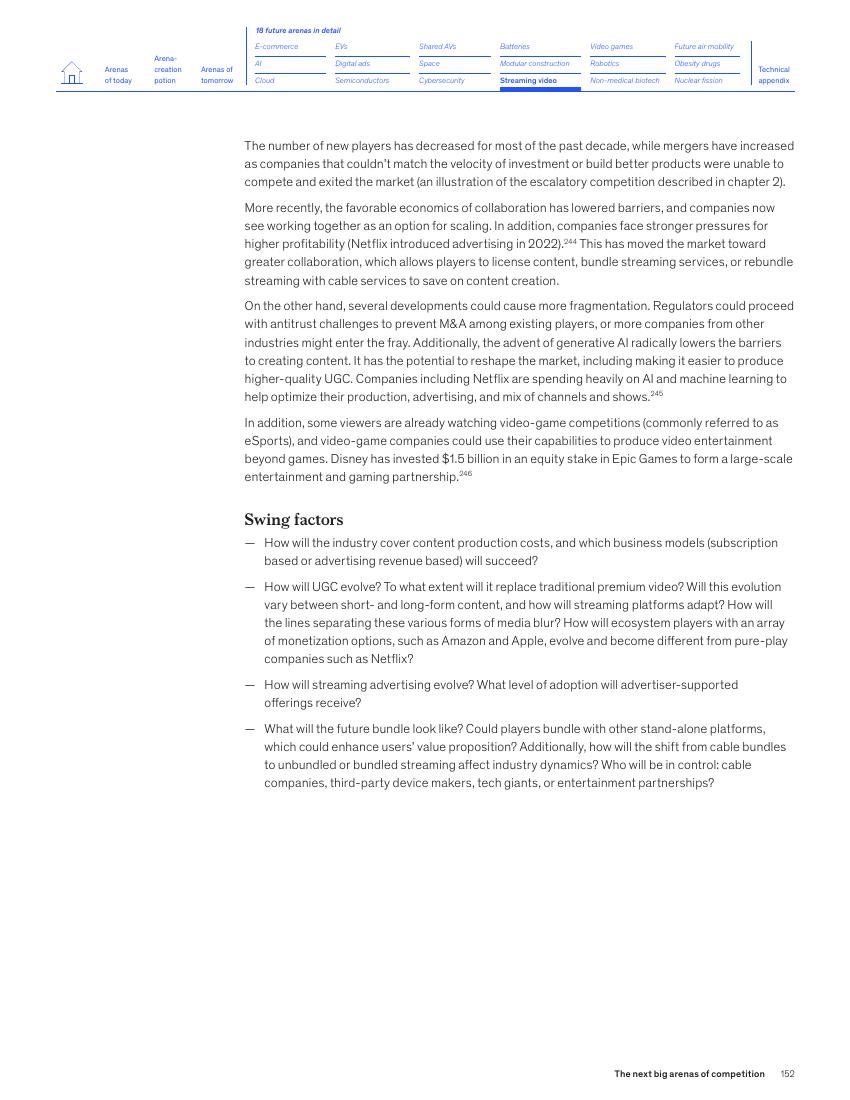 18 future arenas in detail
E-commerce EVs Shared AVs Batteries Video games Future air mobility
Arenas of today Arena-creation potion Arenas of tomorrow AI Digital ads Space Modular construction Robotics Obesity drugs Technical appendix
Cloud Semiconductors Cybersecurity Streaming video Non-medical biotech Nuclear fission
The number of new players has decreased for most of the past decade, while mergers have increased
as companies that couldn’t match the velocity of investment or build better products were unable to
compete and exited the market (an illustration of the escalatory competition described in chapter 2).
More recently, the favorable economics of collaboration has lowered barriers, and companies now
see working together as an option for scaling. In addition, companies face stronger pressures for
higher profitability (Netflix introduced advertising in 2022).244 This has moved the market toward
greater collaboration, which allows players to license content, bundle streaming services, or rebundle
streaming with cable services to save on content creation.
On the other hand, several developments could cause more fragmentation. Regulators could proceed
with antitrust challenges to prevent M&A among existing players, or more companies from other
industries might enter the fray. Additionally, the advent of generative AI radically lowers the barriers
to creating content. It has the potential to reshape the market, including making it easier to produce
higher-quality UGC. Companies including Netflix are spending heavily on AI and machine learning to
help optimize their production, advertising, and mix of channels and shows.245
In addition, some viewers are already watching video-game competitions (commonly referred to as
eSports), and video-game companies could use their capabilities to produce video entertainment
beyond games. Disney has invested $1.5 billion in an equity stake in Epic Games to form a large-scale
entertainment and gaming partnership.246
Swing factors
— How will the industry cover content production costs, and which business models (subscription
based or advertising revenue based) will succeed?
— How will UGC evolve? To what extent will it replace traditional premium video? Will this evolution
vary between short- and long-form content, and how will streaming platforms adapt? How will
the lines separating these various forms of media blur? How will ecosystem players with an array
of monetization options, such as Amazon and Apple, evolve and become different from pure-play
companies such as Netflix?
— How will streaming advertising evolve? What level of adoption will advertiser-supported
offerings receive?
— What will the future bundle look like? Could players bundle with other stand-alone platforms,
which could enhance users’ value proposition? Additionally, how will the shift from cable bundles
to unbundled or bundled streaming affect industry dynamics? Who will be in control: cable
companies, third-party device makers, tech giants, or entertainment partnerships?
The next big arenas of competition 152